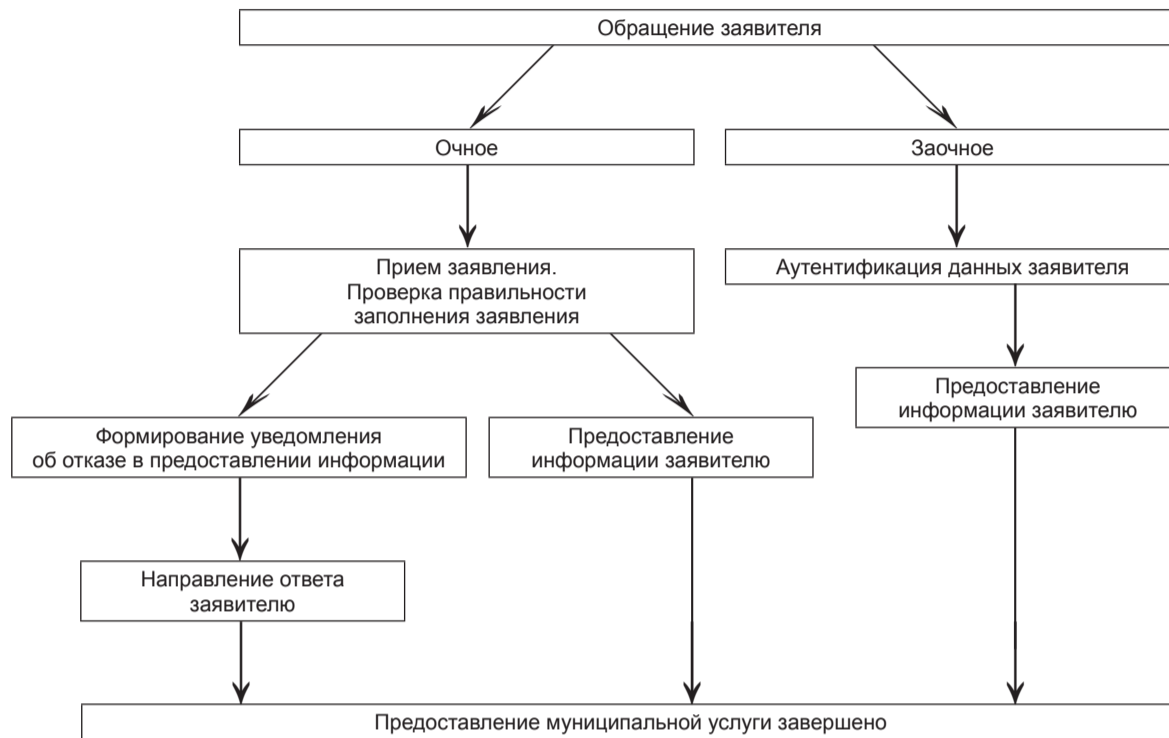 Обращение заявителя
Очное
Заочное
Прием заявления.
Проверка правильности
заполнения заявления
Аутентификация данных заявителя
Предоставление
информации заявителю
Формирование уведомления
об отказе в предоставлении информации
Предоставление
информации заявителю
Направление ответа
заявителю
Предоставление муниципальной услуги завершено